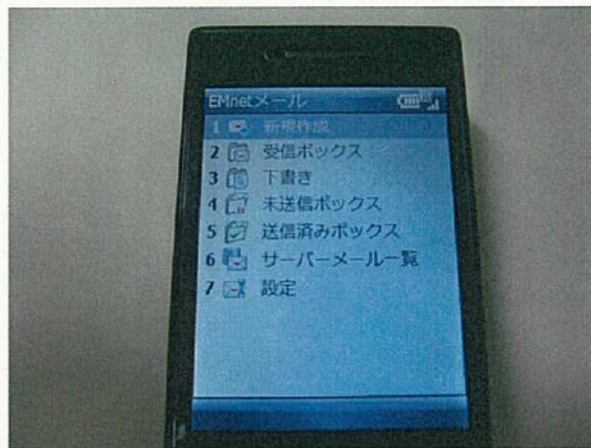 EMnetメール
1 新規作成
2 受信ボックス
3 下書き
4 未送信ボックス
5 送信済みボックス
6 サーバーメール一覧
7 設定